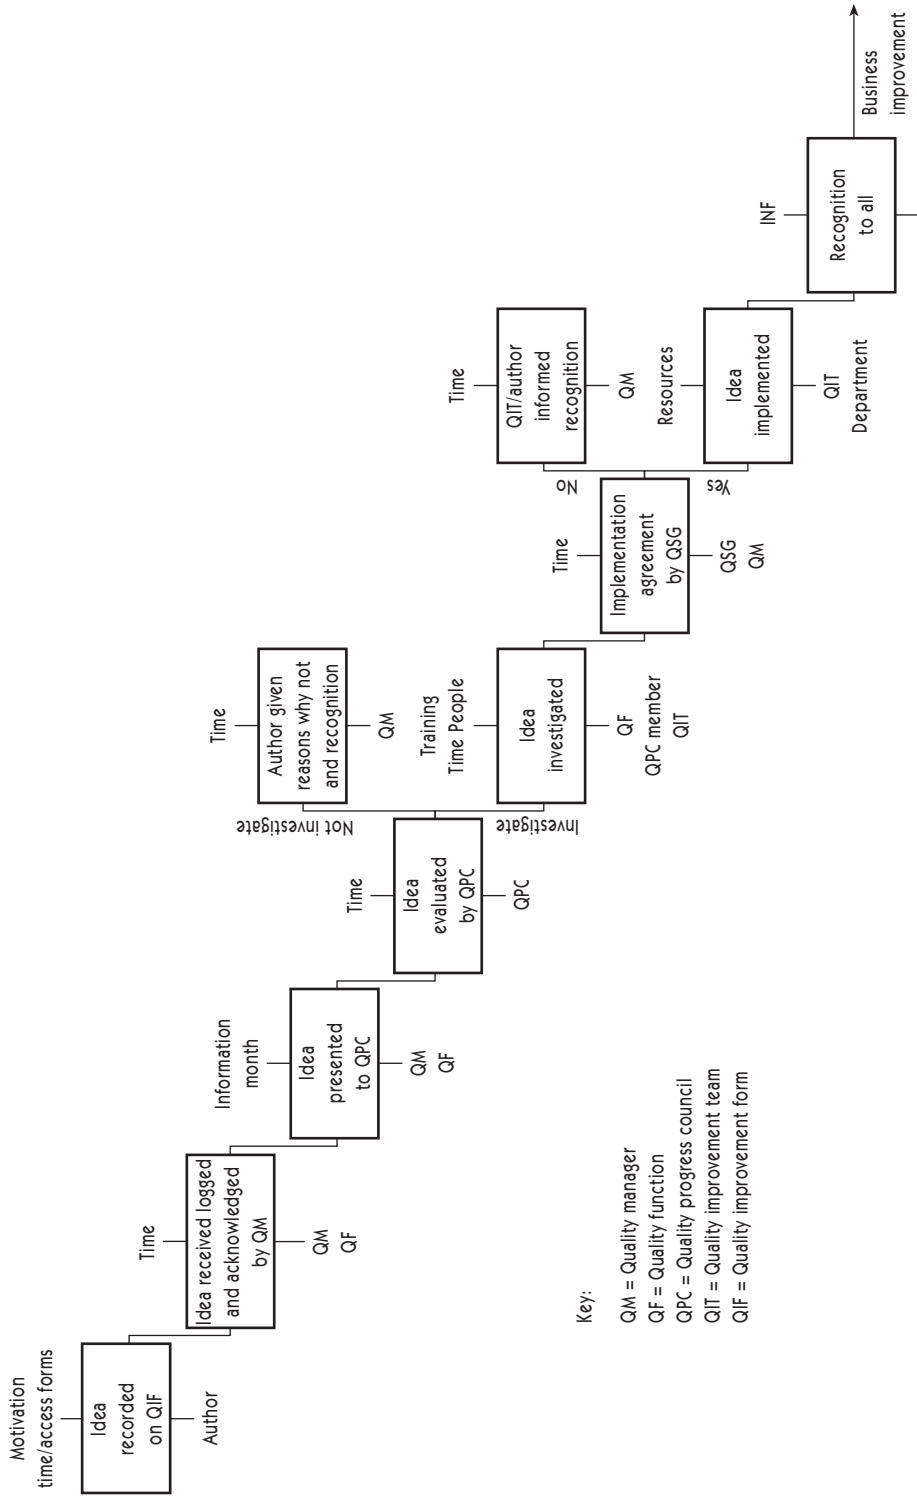 Motivation
time/access forms
Idea
recorded
on QIF
Author
Time
Idea received logged
and acknowledged
by QM
QM
QF
Information
month
Idea
presented
to QPC
QM
QF
Time
Idea
evaluated
by QPC
QPC
Not investigate
Investigate
Time
Author given
reasons why not
and recognition
QM
Training
Time People
Idea
investigated
QF
QPC member
QIT
Time
Implementation
agreement
by QSG
QSG
QM
No
Yes
Time
QIT/author
informed
recognition
QM
Resources
Idea
implemented
QIT
Department
INF
Recognition
to all
Business
improvement
Key:
QM = Quality manager
QF = Quality function
QPC = Quality progress council
QIT = Quality improvement team
QIF = Quality improvement form